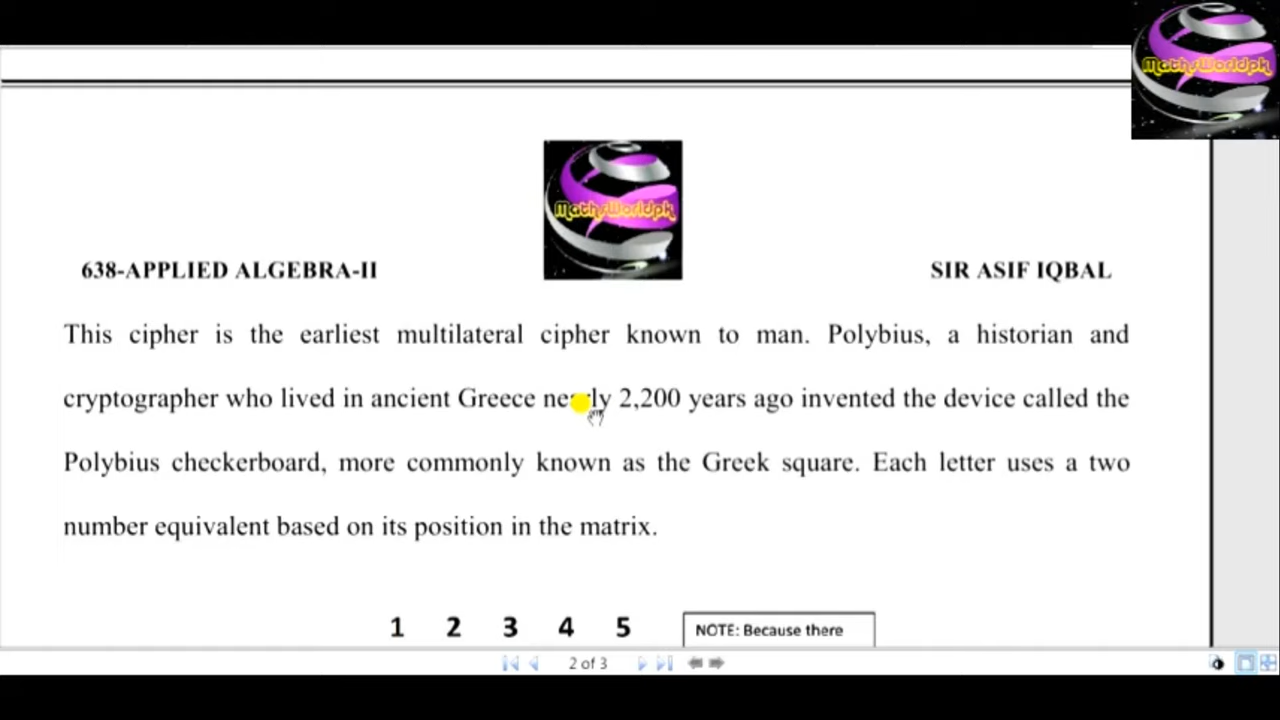 MathsWorldpk
MathsWorldpk
638-APPLIED ALGEBRA-II
SIR ASIF IQBAL
This cipher is the earliest multilateral cipher known to man. Polybius, a historian and
cryptographer who lived in ancient Greece nearly 2,200 years ago invented the device called the
Polybius checkerboard, more commonly known as the Greek square. Each letter uses a two
number equivalent based on its position in the matrix.
1 2 3 4 5
NOTE: Because there
2 of 3